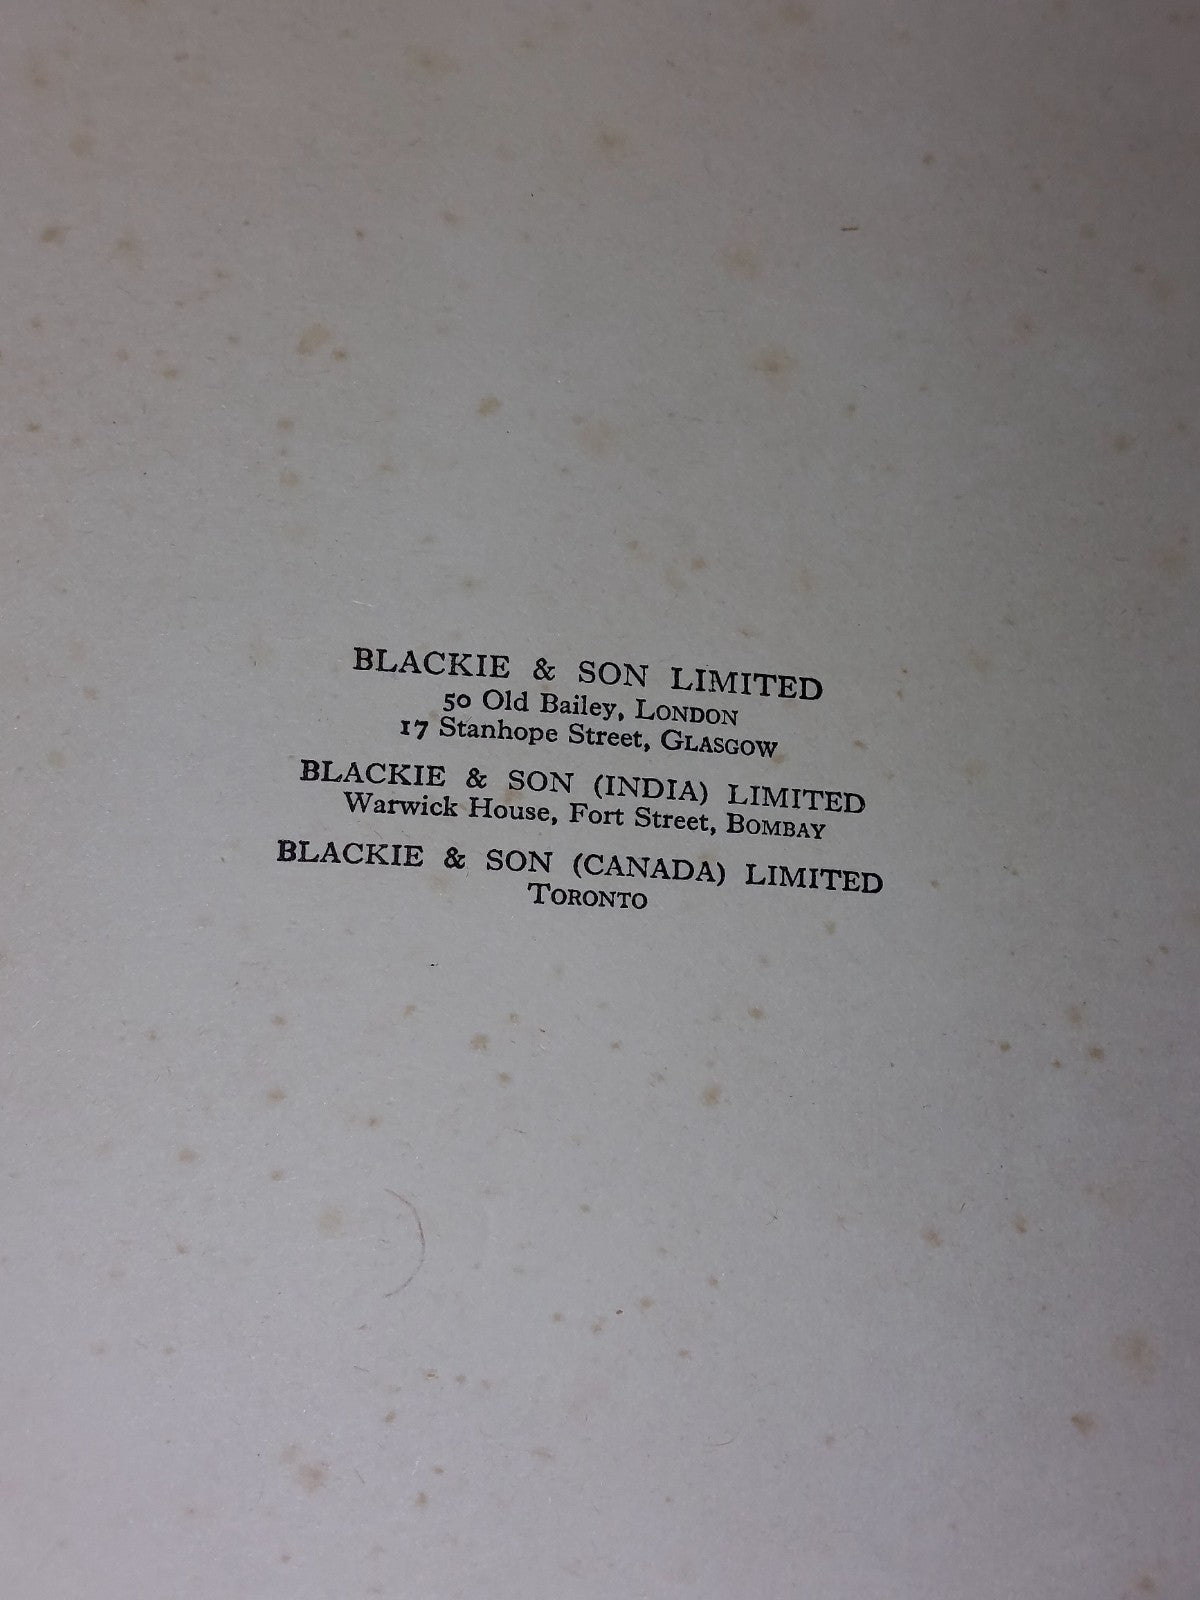 BLACKIE & SON LIMITED
50 Old Bailey, LONDON
17 Stanhope Street, GLASGOW
BLACKIE & SON (INDIA) LIMITED
Warwick House, Fort Street, BOMBAY
BLACKIE & SON (CANADA) LIMITED
TORONTO